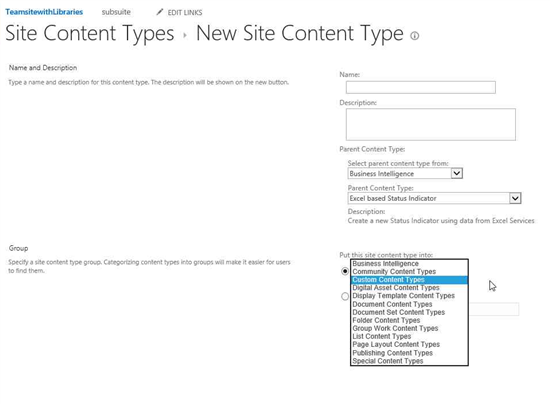 TeamsitewithLibraries subsuite EDIT LINKS
Site Content Types › New Site Content Type
Name and Description
Type a name and description for this content type. The description will be shown on the new button.
Name:
Description:
Parent Content Type:
Select parent content type from:
Business Intelligence
Parent Content Type:
Excel based Status Indicator
Description:
Create a new Status Indicator using data from Excel Services
Group
Specify a site content type group. Categorizing content types into groups will make it easier for users
to find them.
Put this site content type into:
Business Intelligence
Community Content Types
Custom Content Types
Digital Asset Content Types
Display Template Content Types
Document Content Types
Document Set Content Types
Folder Content Types
Group Work Content Types
List Content Types
Page Layout Content Types
Publishing Content Types
Special Content Types